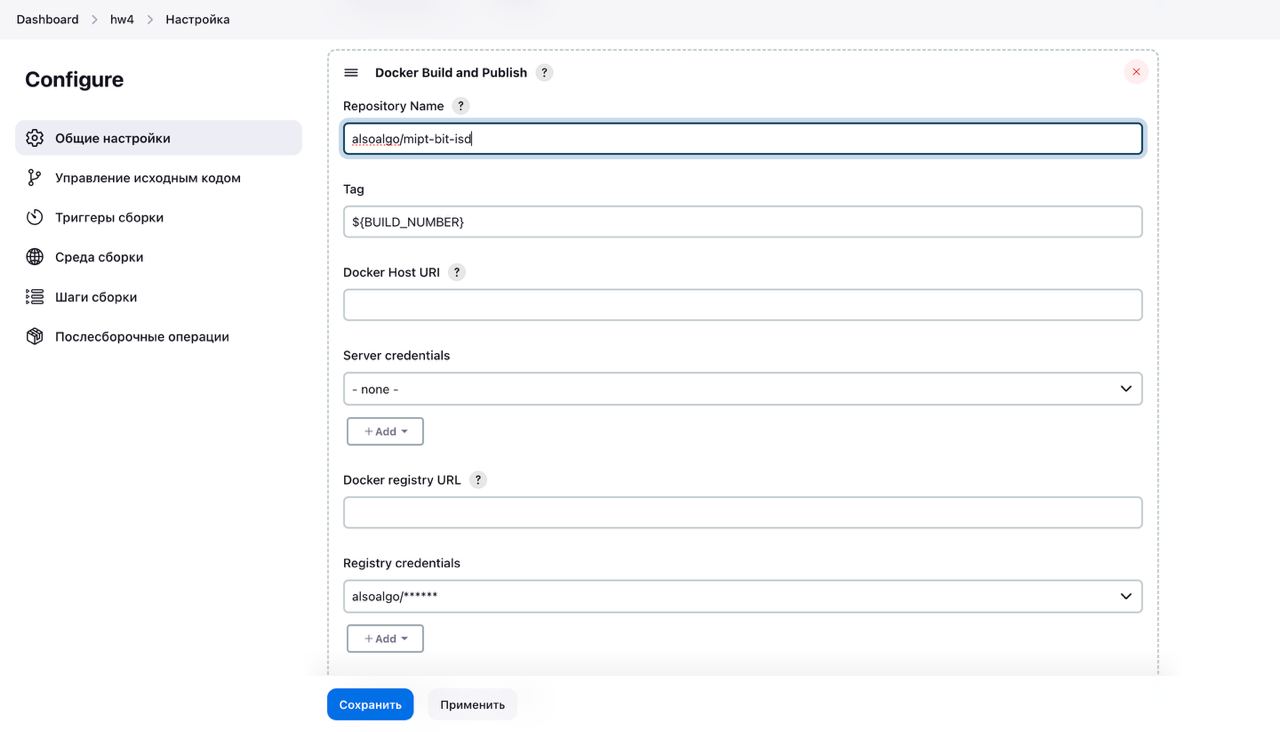 Dashboard > hw4 > Настройка
Configure
Общие настройки
Управление исходным кодом
Триггеры сборки
Среда сборки
Шаги сборки
Послесборочные операции
Docker Build and Publish ?
Repository Name ?
alsoalgo/mipt-bit-isd
Tag
${BUILD_NUMBER}
Docker Host URI ?
Server credentials
- none -
+ Add
Docker registry URL ?
Registry credentials
alsoalgo/******
+ Add
Сохранить
Применить